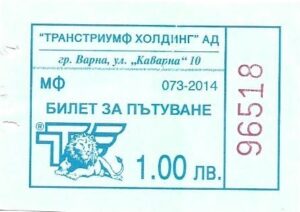 "ТРАНСТРИУМФ ХОЛДИНГ" АД
гр. Варна, ул. „Каварна" 10
МФ 073-2014
БИЛЕТ ЗА ПЪТУВАНЕ
®
1.00 ЛВ.
96518